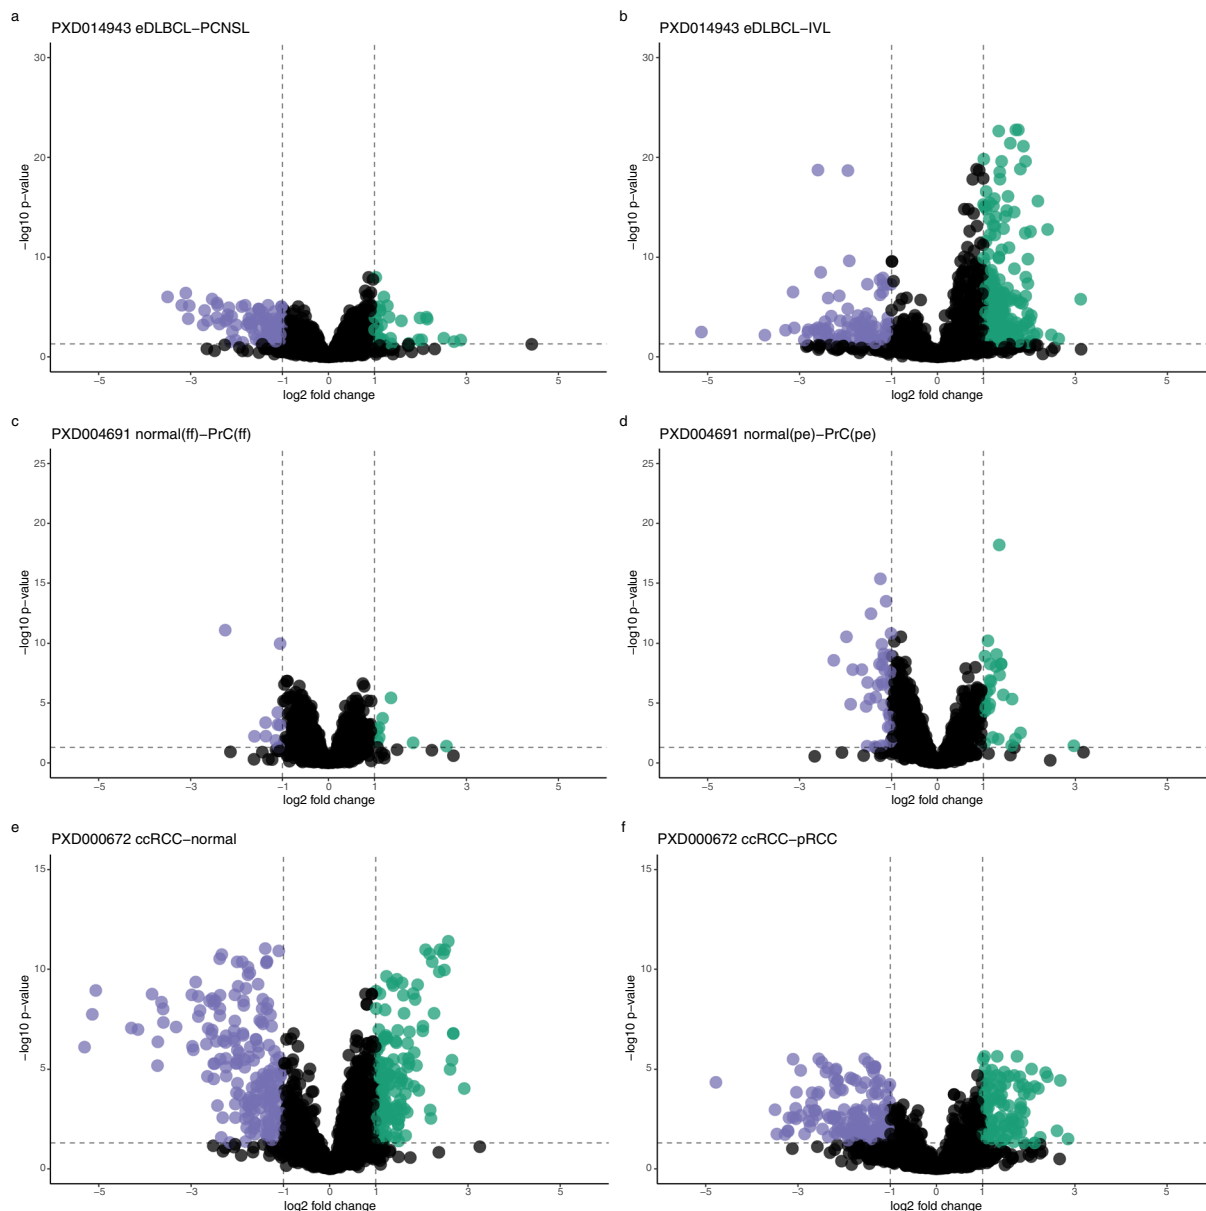 a
PXD014943 eDLBCL−PCNSL
30
20
10
0
−log10 p−value
−5
−3
−1
0
1
3
5
log2 fold change
b
PXD014943 eDLBCL−IVL
30
20
10
0
−log10 p−value
−5
−3
−1
0
1
3
5
log2 fold change
c
PXD004691 normal(ff)−PrC(ff)
25
20
15
10
5
0
−log10 p−value
−5
−3
−1
0
1
3
5
log2 fold change
d
PXD004691 normal(pe)−PrC(pe)
25
20
15
10
5
0
−log10 p−value
−5
−3
−1
0
1
3
5
log2 fold change
e
PXD000672 ccRCC−normal
15
10
5
0
−log10 p−value
−5
−3
−1
0
1
3
5
log2 fold change
f
PXD000672 ccRCC−pRCC
15
10
5
0
−log10 p−value
−5
−3
−1
0
1
3
5
log2 fold change